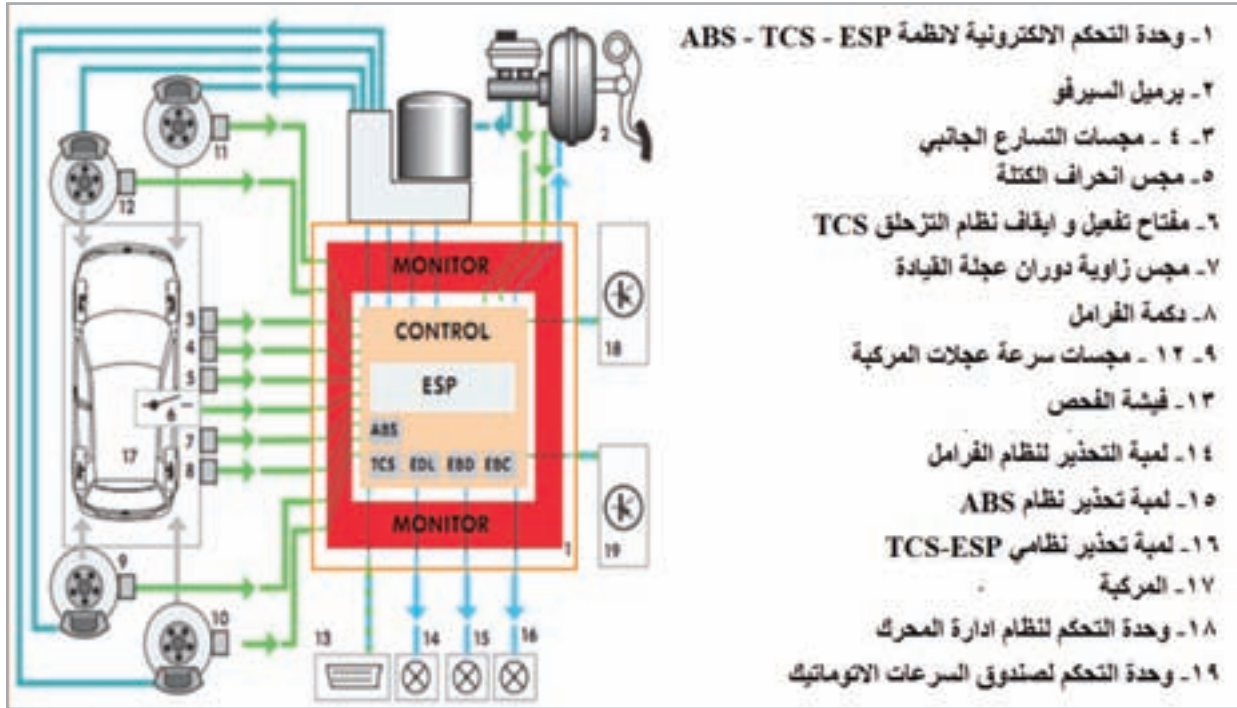 ١- وحدة التحكم الالكترونية لانظمة ABS - TCS - ESP
٢- برميل السيرفو
٣- ٤ - مجسات التسارع الجانبي
٥- مجس انحراف الكتلة
٦- مفتاح تفعيل و ايقاف نظام التزحلق TCS
٧- مجس زاوية دوران عجلة القيادة
٨- دكمة الفرامل
٩- ١٢ - مجسات سرعة عجلات المركبة
١٣- فيشة الفحص
١٤- لمبة التحذير لنظام الفرامل
١٥- لمبة تحذير نظام ABS
١٦- لمبة تحذير نظامي TCS-ESP
١٧- المركبة
١٨- وحدة التحكم لنظام ادارة المحرك
١٩- وحدة التحكم لصندوق السرعات الاتوماتيك
2
11
12
MONITOR
CONTROL
ESP
ABS
TCS EDL EBD EBC
MONITOR
1
3
4
5
6
7
8
17
18
19
9
10
13
14
15
16